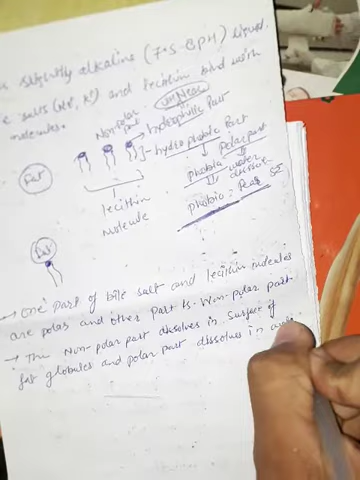 slightly alkaline (7.5-8 PH) liquid.
salts (Na+, K+) and lecithin bind with
molecules.
Non-polar
part
hydrophilic Part
hydrophobic Part
Fat
Polar part
phobia
water
phobia = Fear
lecithin
Molecule
Fat
→ One part of bile salt and lecithin molecules
are polar and other Part is Non-polar part.
→ The Non-polar part dissolves in Surface of
fat globules and polar part dissolves in